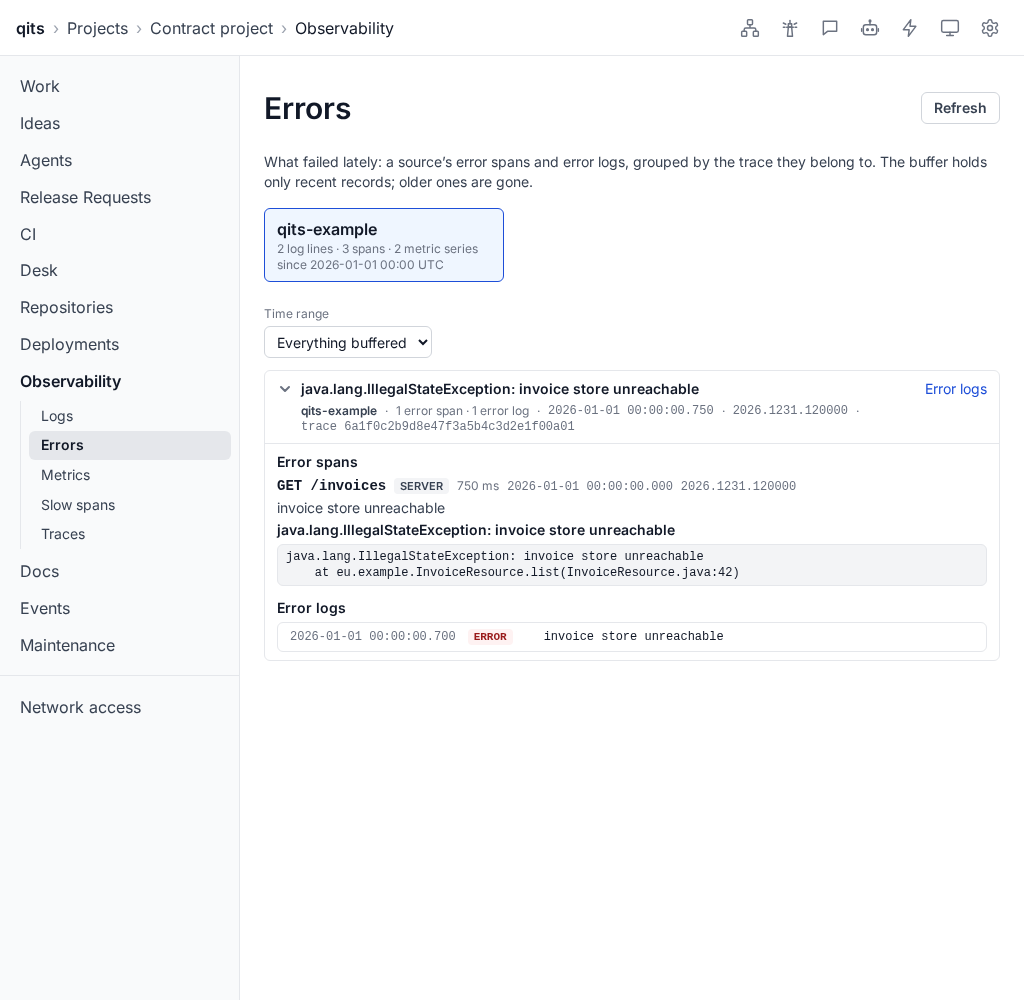 qits › Projects › Contract project › Observability
Work
Ideas
Agents
Release Requests
CI
Desk
Repositories
Deployments
Observability
Logs
Errors
Metrics
Slow spans
Traces
Docs
Events
Maintenance
Network access
Errors
Refresh
What failed lately: a source’s error spans and error logs, grouped by the trace they belong to. The buffer holds
only recent records; older ones are gone.
qits-example
2 log lines · 3 spans · 2 metric series
since 2026-01-01 00:00 UTC
Time range
Everything buffered
java.lang.IllegalStateException: invoice store unreachable
Error logs
qits-example · 1 error span · 1 error log · 2026-01-01 00:00:00.750 · 2026.1231.120000 ·
trace 6a1f0c2b9d8e47f3a5b4c3d2e1f00a01
Error spans
GET /invoices SERVER 750 ms 2026-01-01 00:00:00.000 2026.1231.120000
invoice store unreachable
java.lang.IllegalStateException: invoice store unreachable
java.lang.IllegalStateException: invoice store unreachable
at eu.example.InvoiceResource.list(InvoiceResource.java:42)
Error logs
2026-01-01 00:00:00.700 ERROR invoice store unreachable